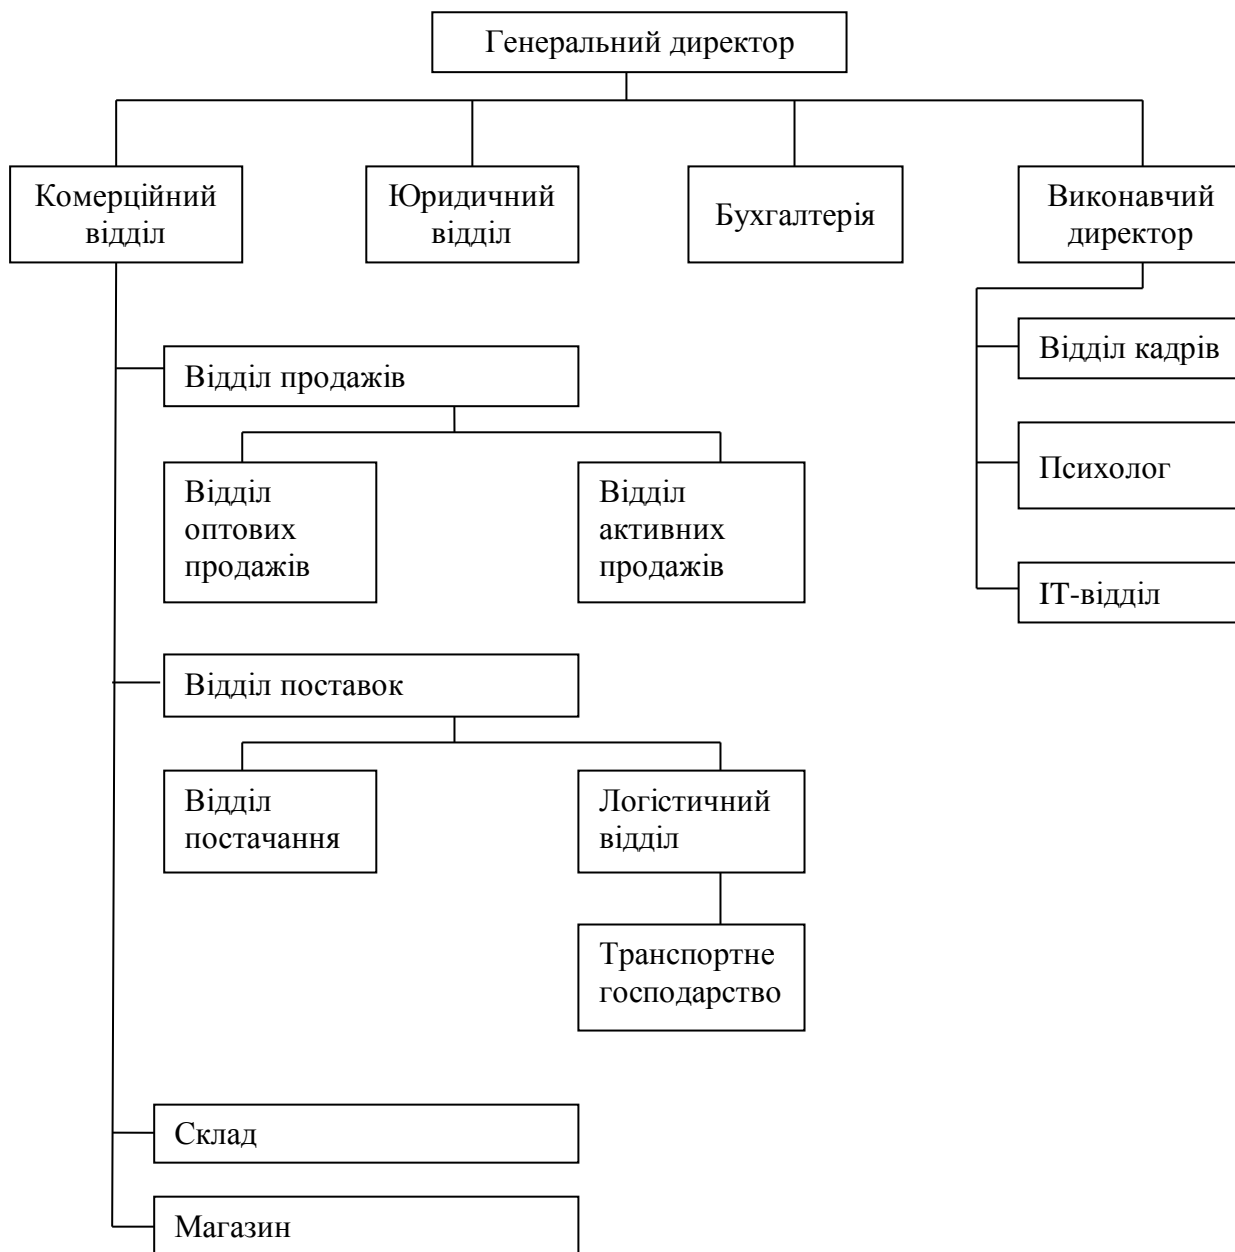 Генеральний директор
Комерційний
відділ
Юридичний
відділ
Бухгалтерія
Виконавчий
директор
Відділ продажів
Відділ кадрів
Відділ
оптових
продажів
Відділ
активних
продажів
Психолог
ІТ-відділ
Відділ поставок
Відділ
постачання
Логістичний
відділ
Транспортне
господарство
Склад
Магазин